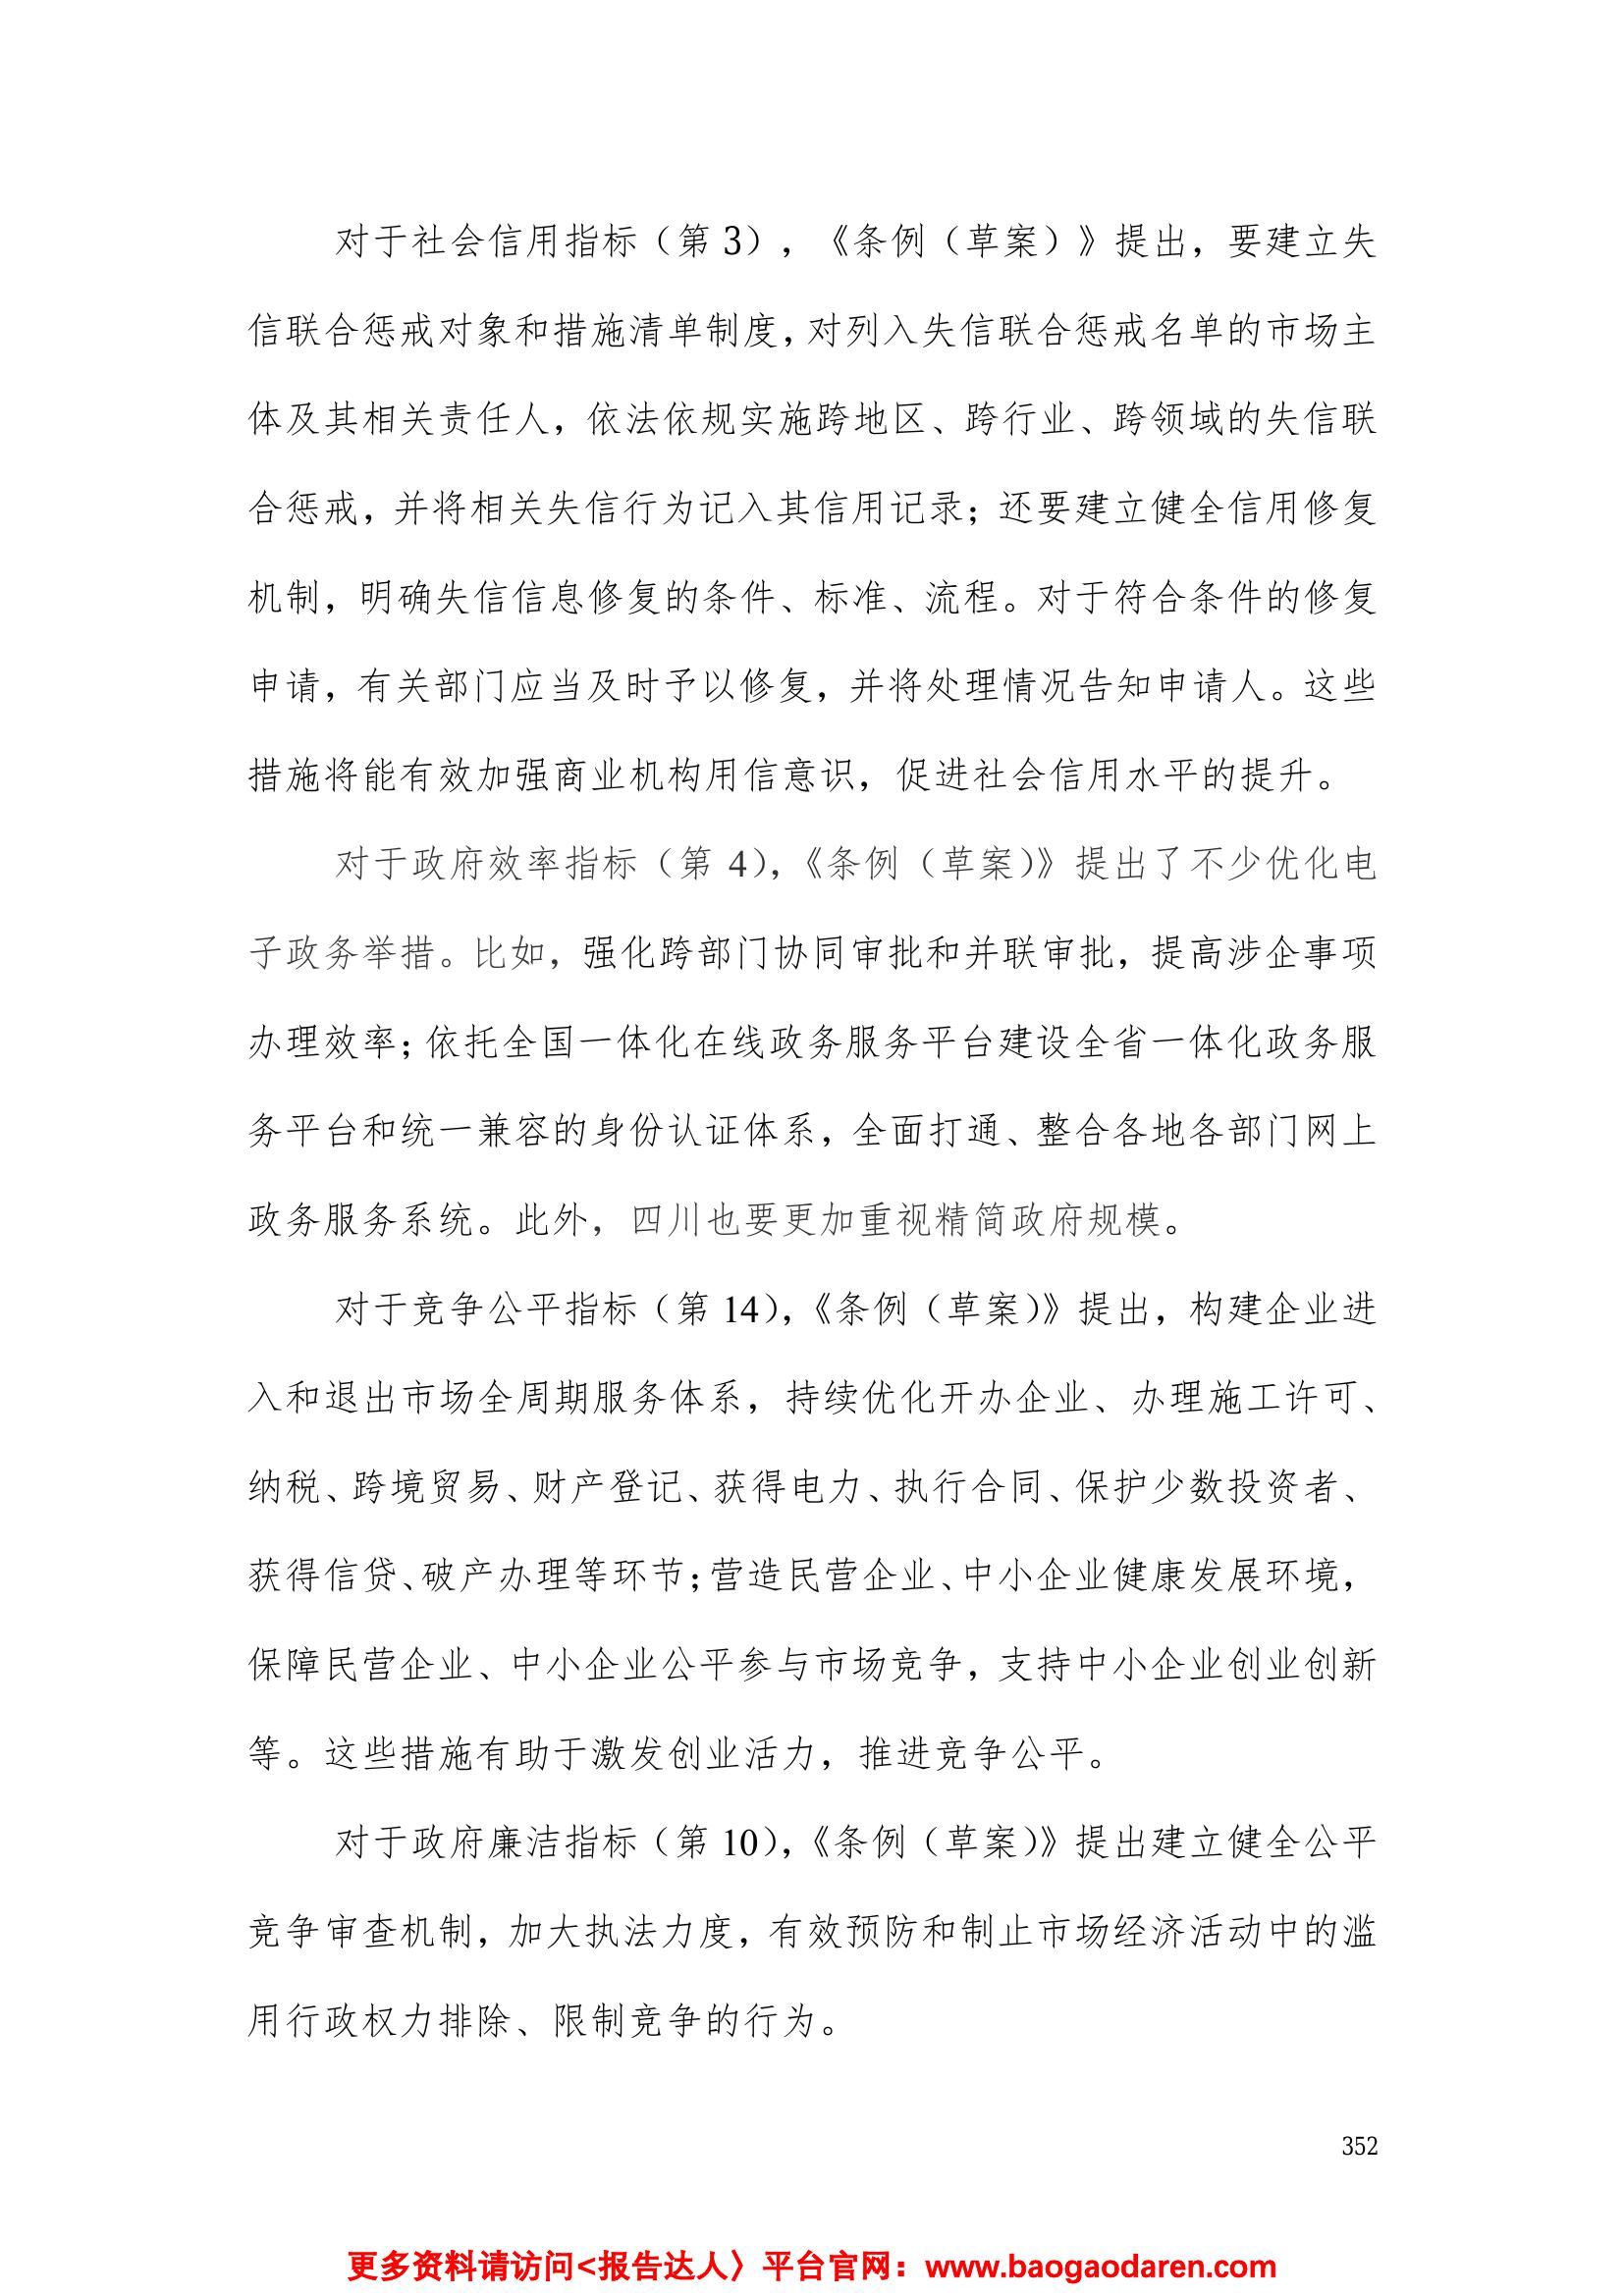 对于社会信用指标（第 3），《条例（草案）》提出，要建立失
信联合惩戒对象和措施清单制度，对列入失信联合惩戒名单的市场主
体及其相关责任人，依法依规实施跨地区、跨行业、跨领域的失信联
合惩戒，并将相关失信行为记入其信用记录；还要建立健全信用修复
机制，明确失信信息修复的条件、标准、流程。对于符合条件的修复
申请，有关部门应当及时予以修复，并将处理情况告知申请人。这些
措施将能有效加强商业机构用信意识，促进社会信用水平的提升。
对于政府效率指标（第 4），《条例（草案）》提出了不少优化电
子政务举措。比如，强化跨部门协同审批和并联审批，提高涉企事项
办理效率；依托全国一体化在线政务服务平台建设全省一体化政务服
务平台和统一兼容的身份认证体系，全面打通、整合各地各部门网上
政务服务系统。此外，四川也要更加重视精简政府规模。
对于竞争公平指标（第 14），《条例（草案）》提出，构建企业进
入和退出市场全周期服务体系，持续优化开办企业、办理施工许可、
纳税、跨境贸易、财产登记、获得电力、执行合同、保护少数投资者、
获得信贷、破产办理等环节；营造民营企业、中小企业健康发展环境，
保障民营企业、中小企业公平参与市场竞争，支持中小企业创业创新
等。这些措施有助于激发创业活力，推进竞争公平。
对于政府廉洁指标（第 10），《条例（草案）》提出建立健全公平
竞争审查机制，加大执法力度，有效预防和制止市场经济活动中的滥
用行政权力排除、限制竞争的行为。
352
更多资料请访问<报告达人〉平台官网：www.baogaodaren.com